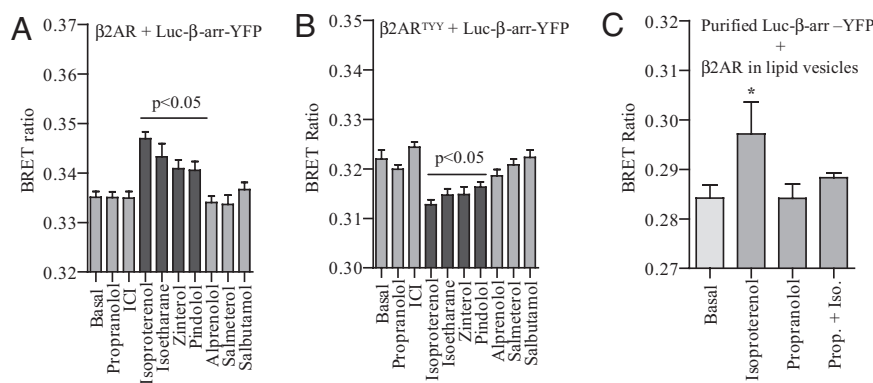 A
β2AR + Luc-β-arr-YFP
BRET ratio
0.37
0.36
0.35
0.34
0.33
0.32
p<0.05
Basal
Propranolol
ICI
Isoproterenol
Isoetharane
Zinterol
Pindolol
Alprenolol
Salmeterol
Salbutamol
B
β2ARᵀʸʸ + Luc-β-arr-YFP
BRET Ratio
0.35
0.34
0.33
0.32
0.31
0.30
p<0.05
Basal
Propranolol
ICI
Isoproterenol
Isoetharane
Zinterol
Pindolol
Alprenolol
Salmeterol
Salbutamol
C
Purified Luc-β-arr –YFP
+
β2AR in lipid vesicles
BRET Ratio
0.32
0.31
0.30
0.29
0.28
0.27
*
Basal
Isoproterenol
Propranolol
Prop. + Iso.